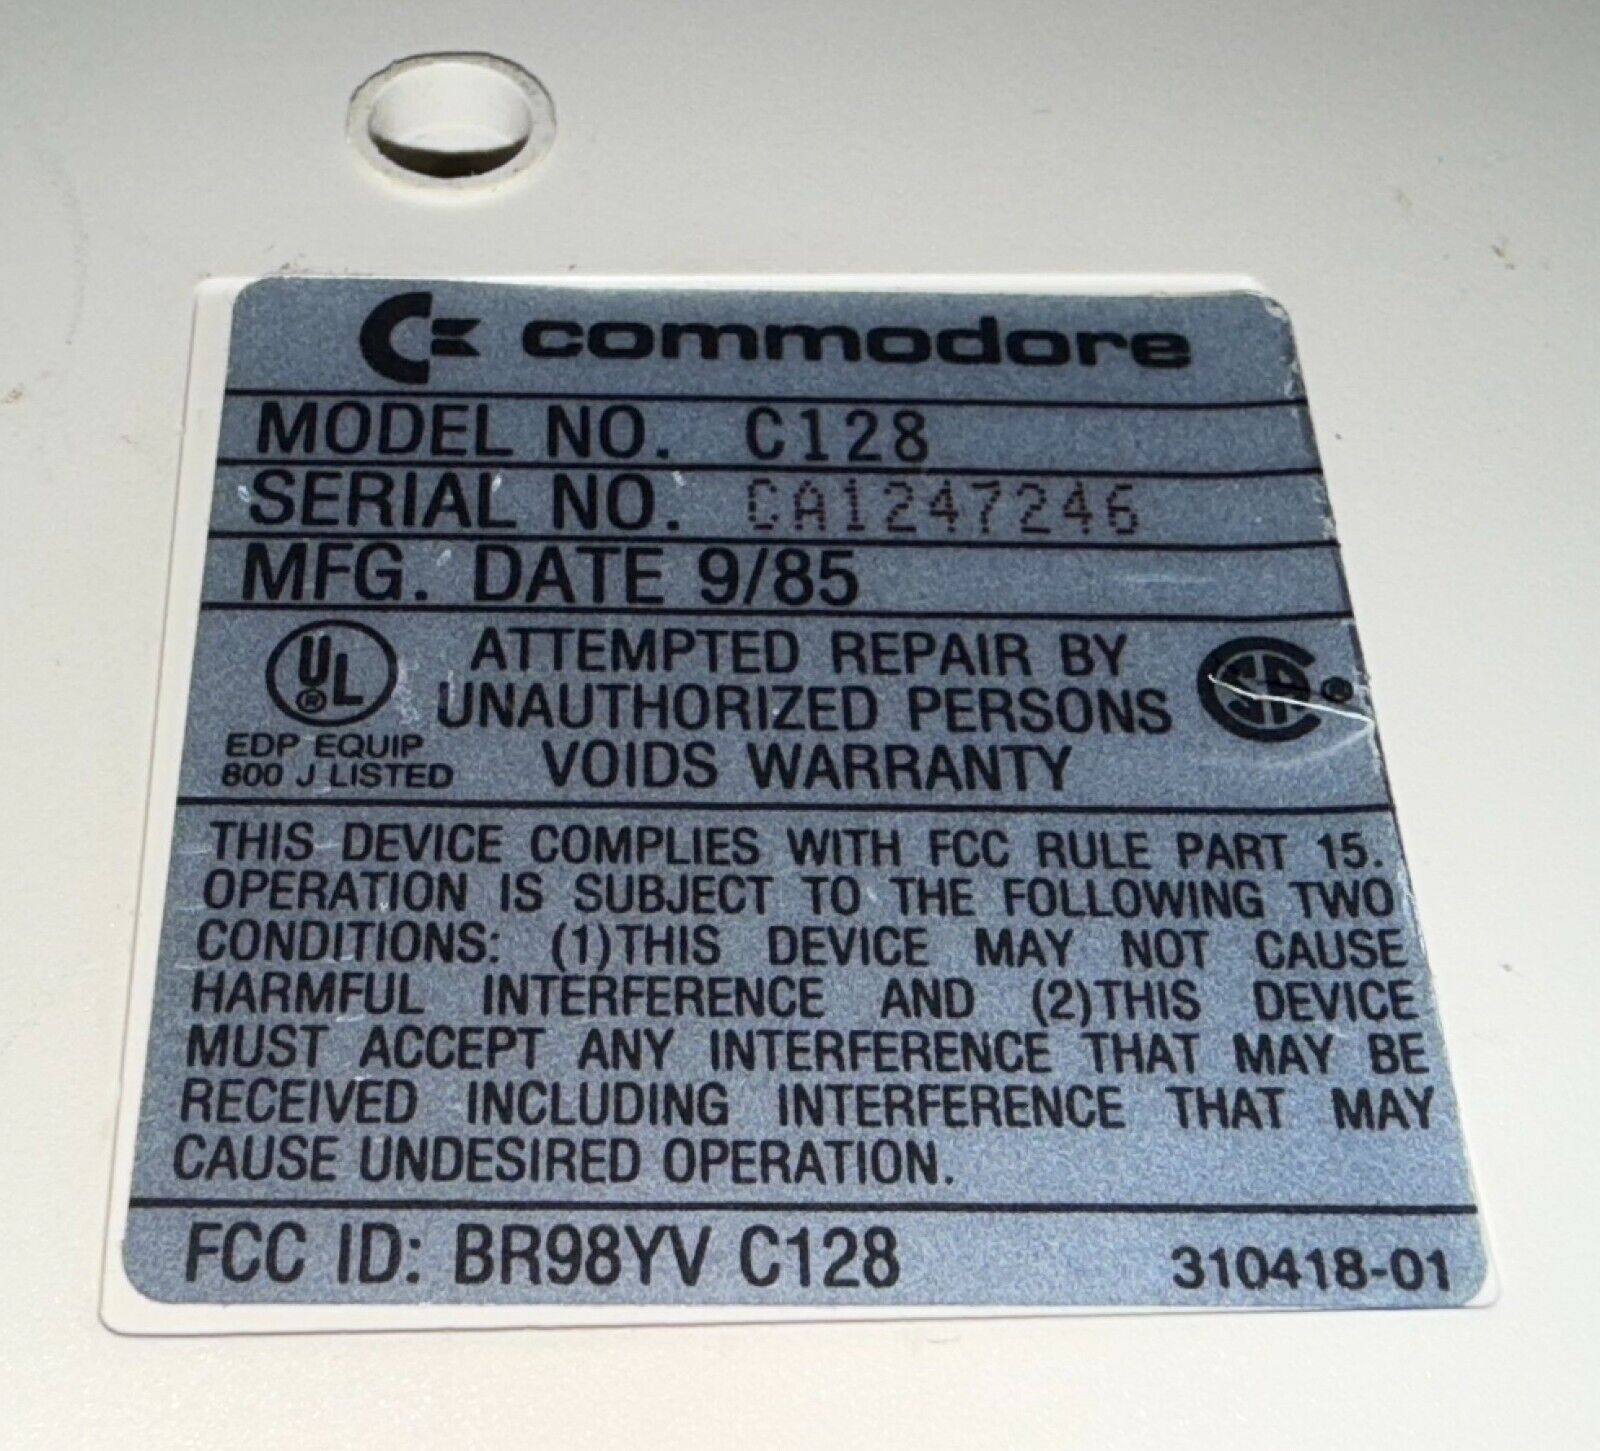 commodore
MODEL NO. C128
SERIAL NO. CA1247246
MFG. DATE 9/85
UL®
EDP EQUIP
800 J LISTED
ATTEMPTED REPAIR BY
UNAUTHORIZED PERSONS
VOIDS WARRANTY
SA®
THIS DEVICE COMPLIES WITH FCC RULE PART 15.
OPERATION IS SUBJECT TO THE FOLLOWING TWO
CONDITIONS: (1)THIS DEVICE MAY NOT CAUSE
HARMFUL INTERFERENCE AND (2)THIS DEVICE
MUST ACCEPT ANY INTERFERENCE THAT MAY BE
RECEIVED INCLUDING INTERFERENCE THAT MAY
CAUSE UNDESIRED OPERATION.
FCC ID: BR98YV C128
310418-01